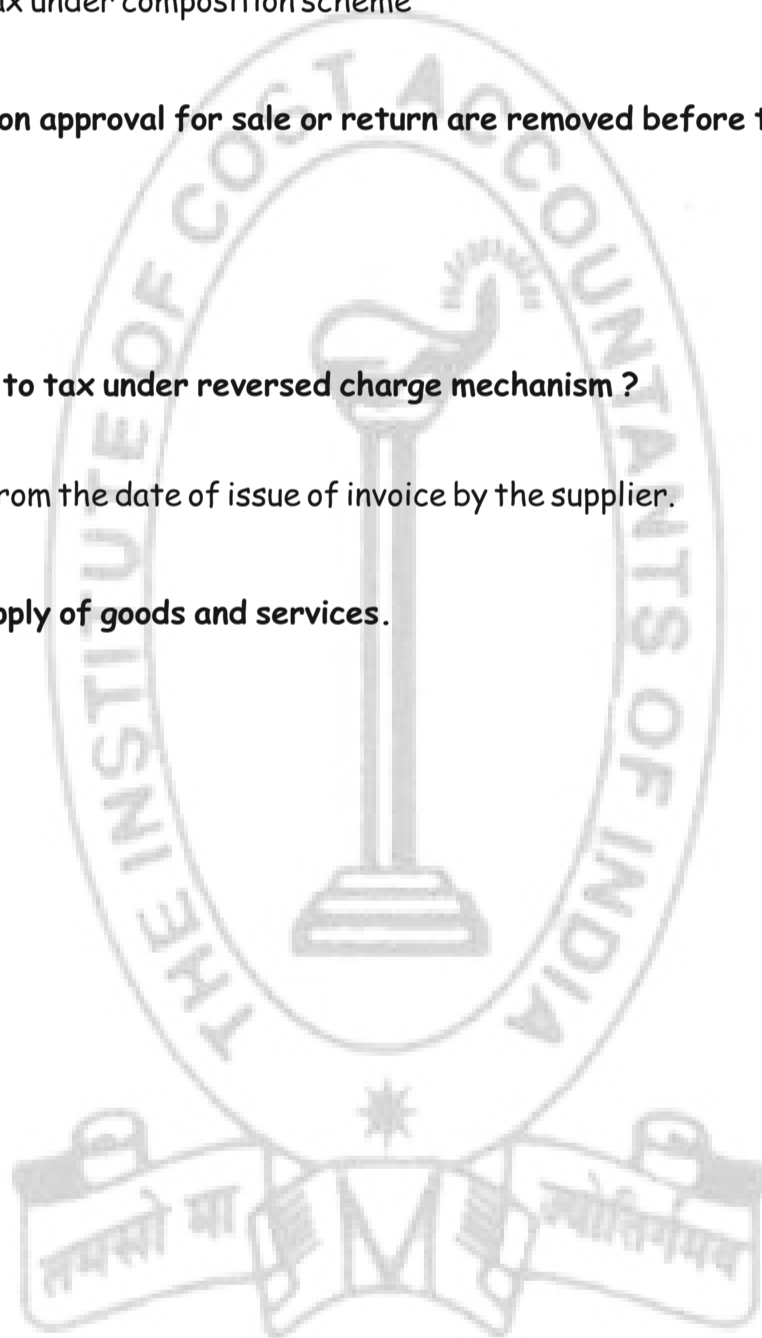 ax under composition scheme
on approval for sale or return are removed before t
to tax under reversed charge mechanism ?
rom the date of issue of invoice by the supplier.
pply of goods and services.
THE INSTITUTE OF COST ACCOUNTANTS OF INDIA
तमसो मा ज्योतिर्गमय